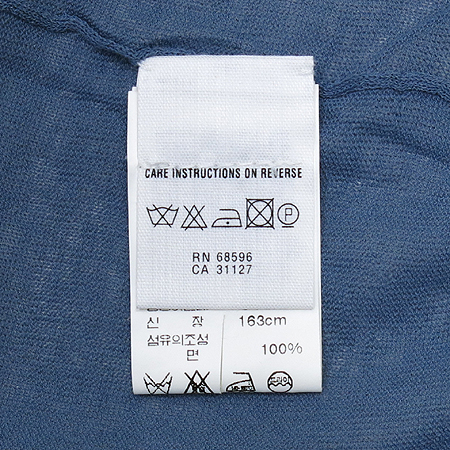 CARE INSTRUCTIONS ON REVERSE
P
RN 68596
CA 31127
신 장 163cm
섬유의조성
면 100%